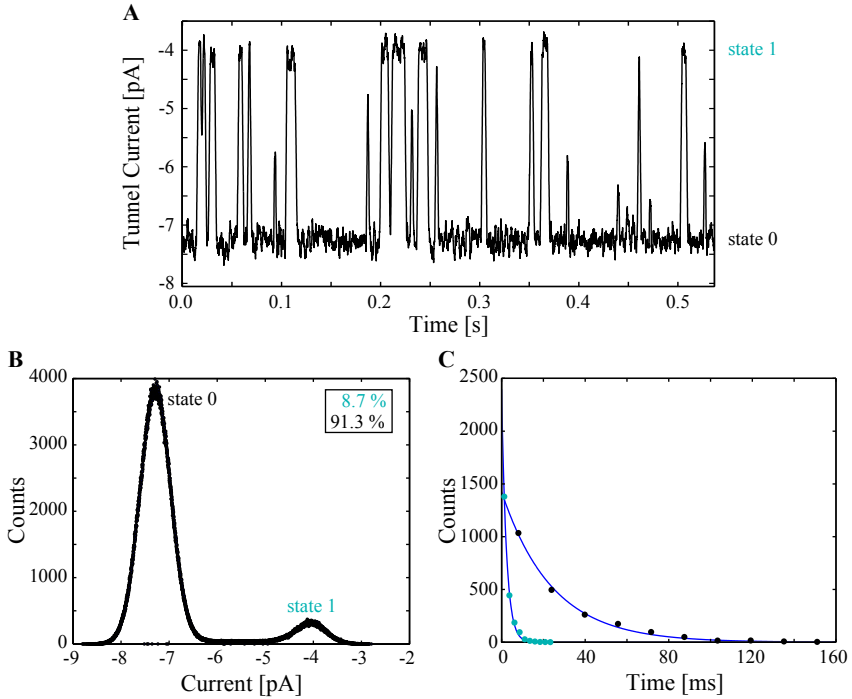 A
Tunnel Current [pA]
-4
-5
-6
-7
-8
state 1
state 0
0.0 0.1 0.2 0.3 0.4 0.5
Time [s]
B
Counts
4000
3000
2000
1000
0
state 0
8.7 %
91.3 %
state 1
-9 -8 -7 -6 -5 -4 -3 -2
Current [pA]
C
Counts
2500
2000
1500
1000
500
0
0 40 80 120 160
Time [ms]